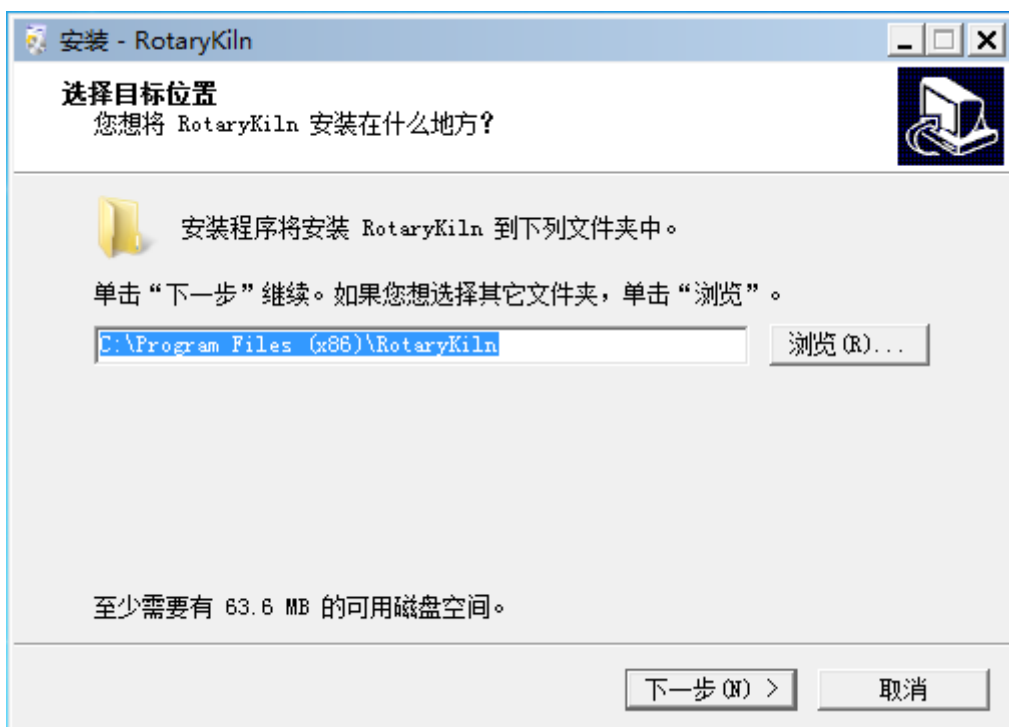 安装 - RotaryKiln
选择目标位置
您想将 RotaryKiln 安装在什么地方?
安装程序将安装 RotaryKiln 到下列文件夹中。
单击“下一步”继续。如果您想选择其它文件夹，单击“浏览”。
C:\Program Files (x86)\RotaryKiln
浏览(R)...
至少需要有 63.6 MB 的可用磁盘空间。
下一步(N) >
取消